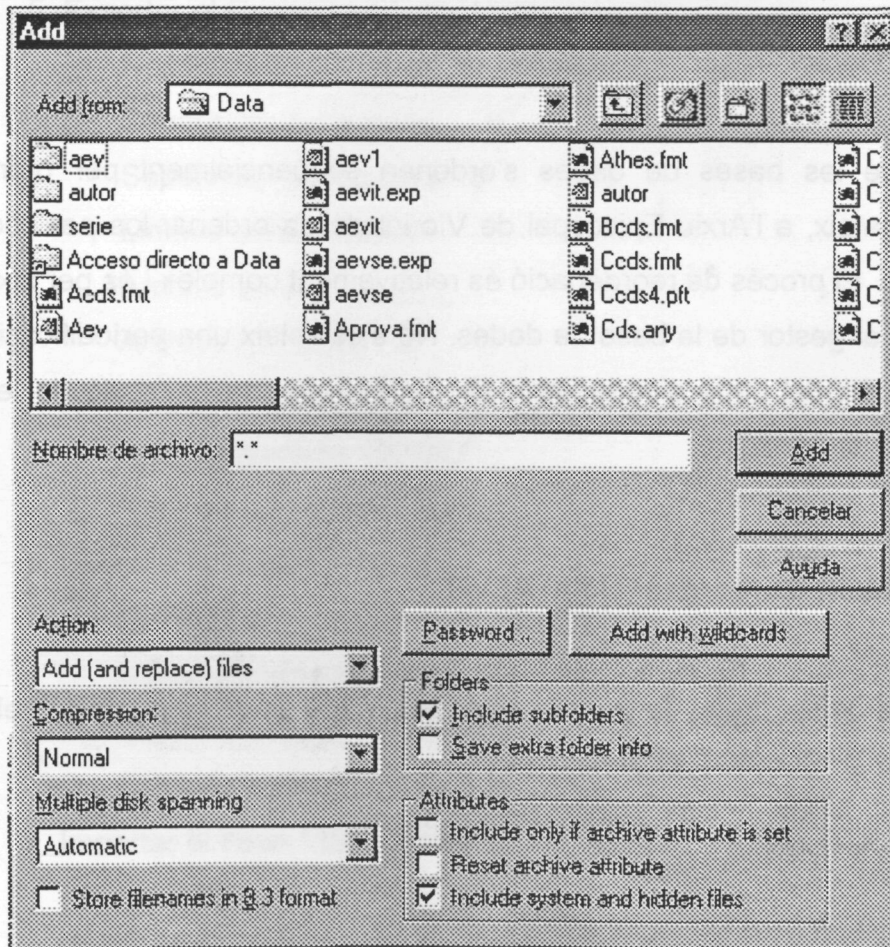 Add
Add from: Data
aev
autor
serie
Acceso directo a Data
Acds.fmt
Aev
aev1
aevit.exp
aevit
aevse.exp
aevse
Aprova.fmt
Athes.fmt
autor
Ccds.fmt
Ccds.fmt
Ccds4.pft
Cds.any
C
C
C
C
C
C
Nombre de archivo: *.*
Add
Cancelar
Ayuda
Action:
Add (and replace) files
Password..
Add with wildcards
Compression:
Normal
Folders
Include subfolders
Save extra folder info
Multiple disk spanning
Automatic
Attributes
Include only if archive attribute is set
Reset archive attribute
Include system and hidden files
Store filenames in 8.3 format